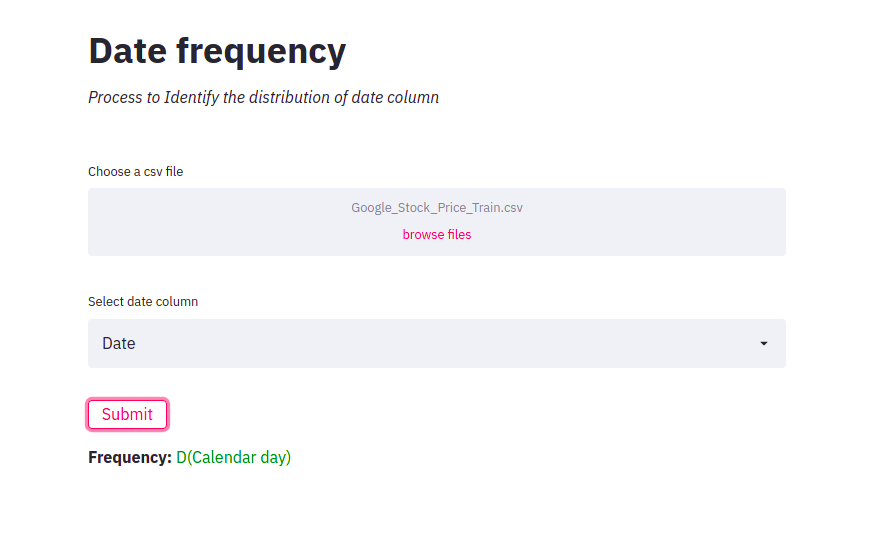 Date frequency
Process to Identify the distribution of date column
Choose a csv file
Google_Stock_Price_Train.csv
browse files
Select date column
Date
Submit
Frequency: D(Calendar day)